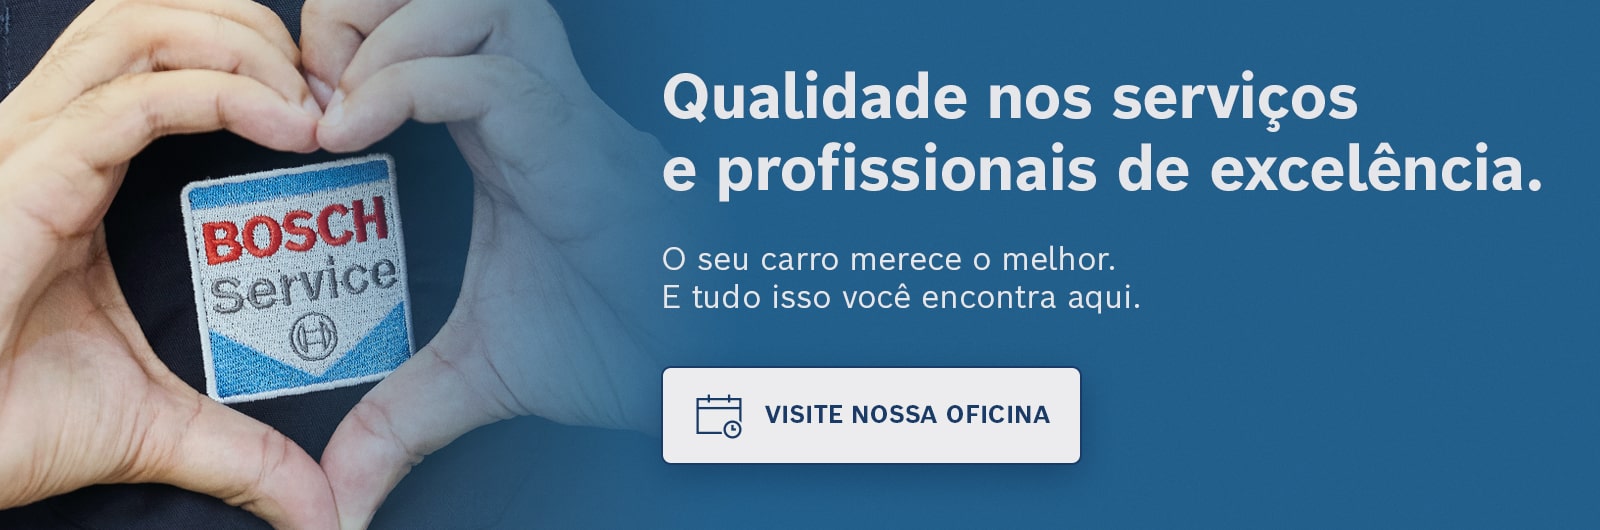 BOSCH
Service
Qualidade nos serviços
e profissionais de excelência.
O seu carro merece o melhor.
E tudo isso você encontra aqui.
VISITE NOSSA OFICINA